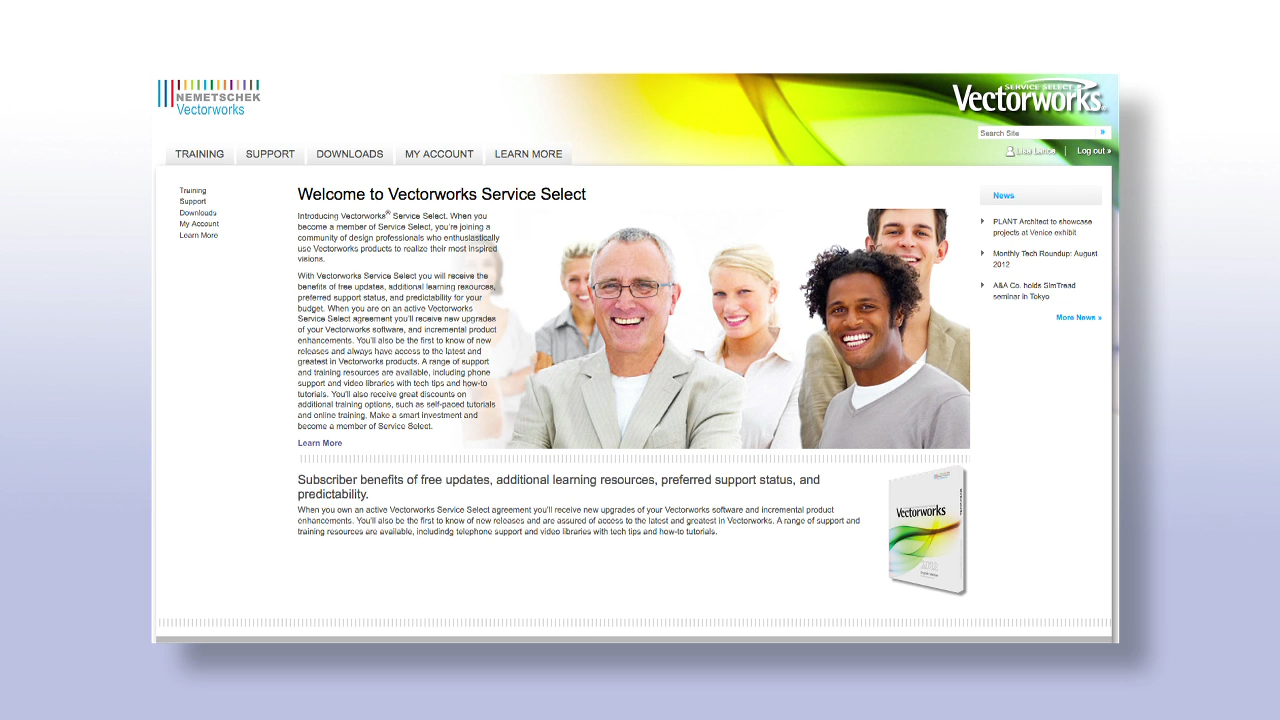 NEMETSCHEK
Vectorworks
SERVICE SELECT
Vectorworks
Search Site »
Lisa Lance | Log out »
TRAINING SUPPORT DOWNLOADS MY ACCOUNT LEARN MORE
Training
Support
Downloads
My Account
Learn More
Welcome to Vectorworks Service Select
Introducing Vectorworks® Service Select. When you
become a member of Service Select, you're joining a
community of design professionals who enthusiastically
use Vectorworks products to realize their most inspired
visions.
With Vectorworks Service Select you will receive the
benefits of free updates, additional learning resources,
preferred support status, and predictability for your
budget. When you are on an active Vectorworks
Service Select agreement you'll receive new upgrades
of your Vectorworks software, and incremental product
enhancements. You'll also be the first to know of new
releases and always have access to the latest and
greatest in Vectorworks products. A range of support
and training resources are available, including phone
support and video libraries with tech tips and how-to
tutorials. You'll also receive great discounts on
additional training options, such as self-paced tutorials
and online training. Make a smart investment and
become a member of Service Select.
Learn More
News
PLANT Architect to showcase
projects at Venice exhibit
Monthly Tech Roundup: August
2012
A&A Co. holds SimTread
seminar in Tokyo
More News »
Subscriber benefits of free updates, additional learning resources, preferred support status, and
predictability.
When you own an active Vectorworks Service Select agreement you'll receive new upgrades of your Vectorworks software and incremental product
enhancements. You'll also be the first to know of new releases and are assured of access to the latest and greatest in Vectorworks. A range of support and
training resources are available, includindg telephone support and video libraries with tech tips and how-to tutorials.
Vectorworks